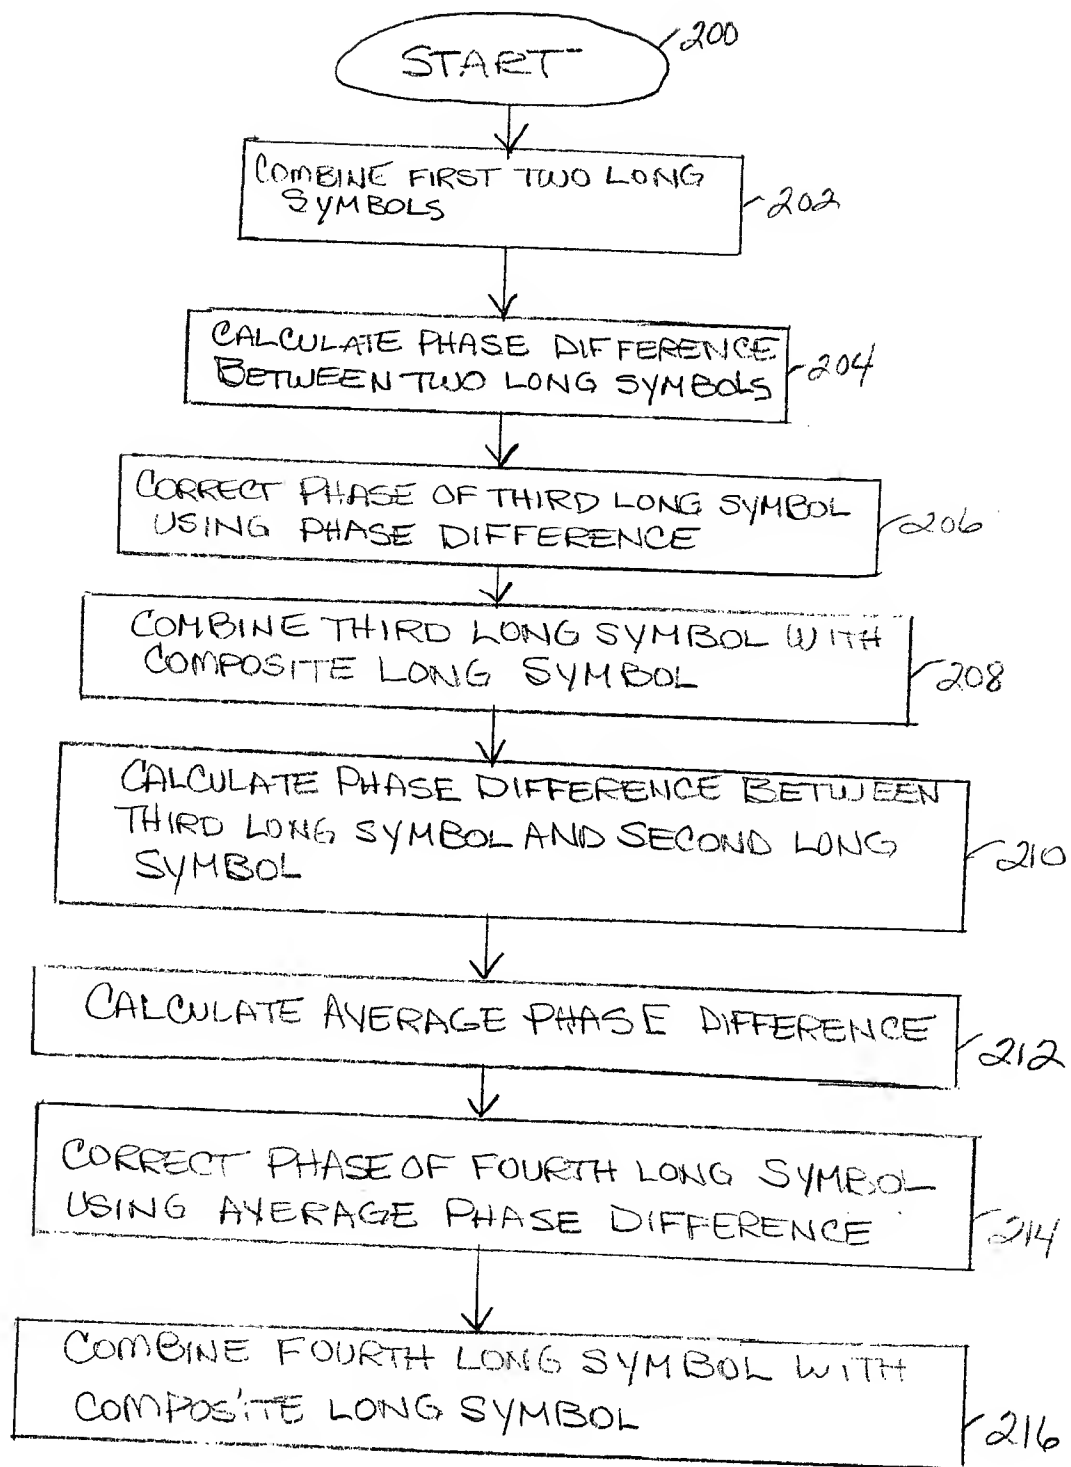 START
200
COMBINE FIRST TWO LONG
SYMBOLS
202
CALCULATE PHASE DIFFERENCE
BETWEEN TWO LONG SYMBOLS
204
CORRECT PHASE OF THIRD LONG SYMBOL
USING PHASE DIFFERENCE
206
COMBINE THIRD LONG SYMBOL WITH
COMPOSITE LONG SYMBOL
208
CALCULATE PHASE DIFFERENCE BETWEEN
THIRD LONG SYMBOL AND SECOND LONG
SYMBOL
210
CALCULATE AVERAGE PHASE DIFFERENCE
212
CORRECT PHASE OF FOURTH LONG SYMBOL
USING AVERAGE PHASE DIFFERENCE
214
COMBINE FOURTH LONG SYMBOL WITH
COMPOSITE LONG SYMBOL
216